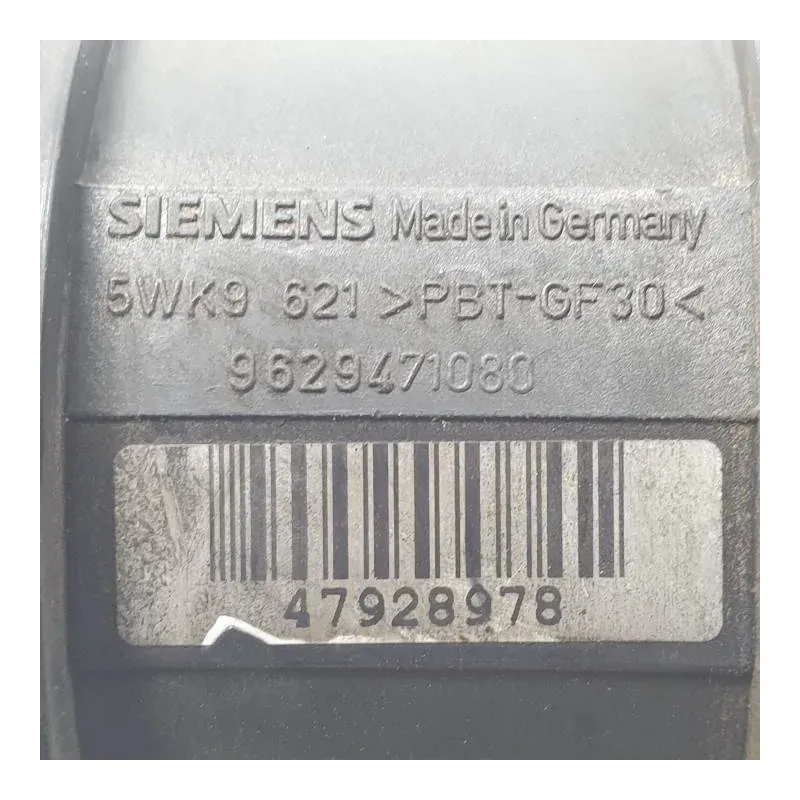 SIEMENS Made in Germany
5WK9 621 >PBT-GF30<
9629471080
47928978